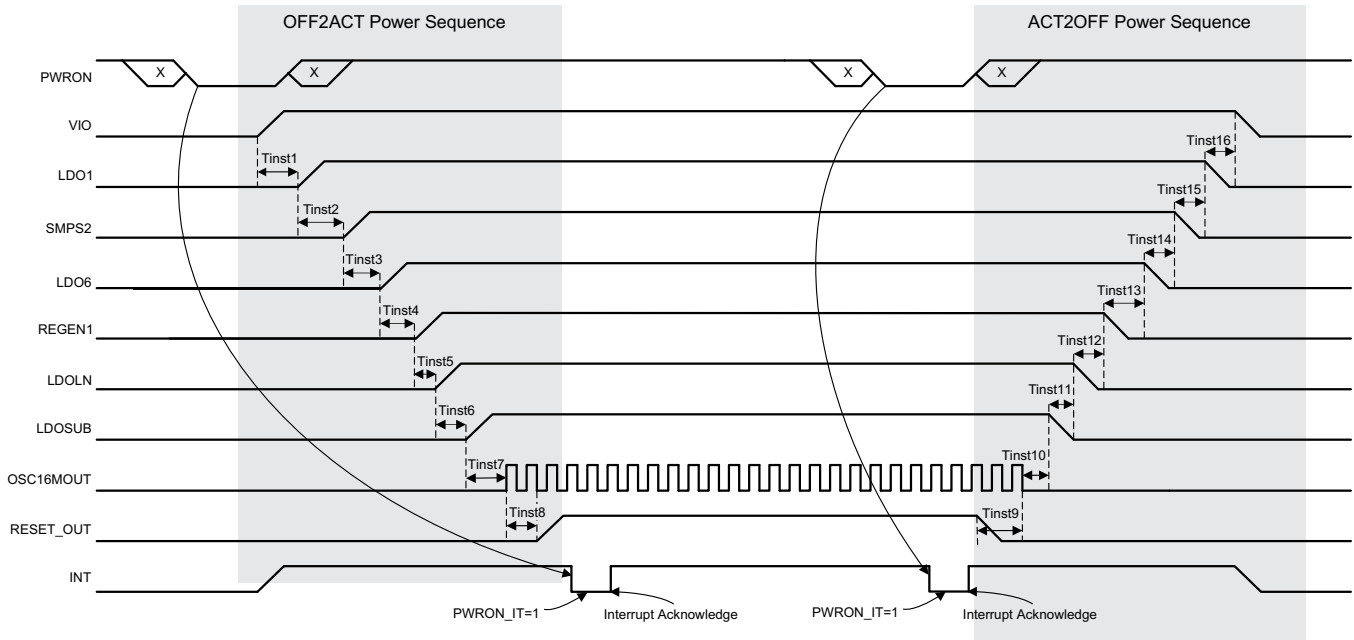 OFF2ACT Power Sequence
ACT2OFF Power Sequence
PWRON
X
X
X
X
VIO
Tinst1
Tinst16
LDO1
Tinst2
Tinst15
SMPS2
Tinst3
Tinst14
LDO6
Tinst4
Tinst13
REGEN1
Tinst5
Tinst12
LDOLN
Tinst6
Tinst11
LDOSUB
Tinst7
Tinst10
OSC16MOUT
Tinst8
Tinst9
RESET_OUT
INT
PWRON_IT=1
Interrupt Acknowledge
PWRON_IT=1
Interrupt Acknowledge